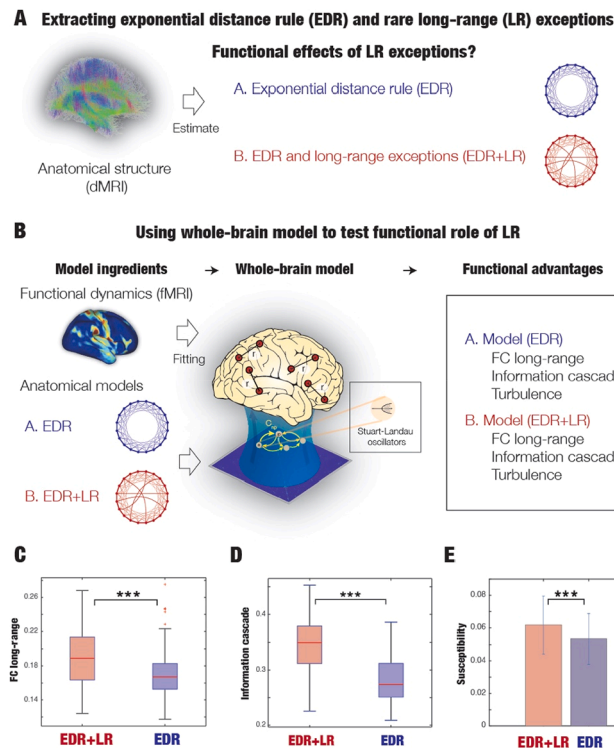 A Extracting exponential distance rule (EDR) and rare long-range (LR) exceptions
Functional effects of LR exceptions?
A. Exponential distance rule (EDR)
Estimate
B. EDR and long-range exceptions (EDR+LR)
Anatomical structure
(dMRI)
B Using whole-brain model to test functional role of LR
Model ingredients → Whole-brain model → Functional advantages
Functional dynamics (fMRI)
Fitting
Anatomical models
A. EDR
B. EDR+LR
r
r
r
r
Stuart-Landau
oscillators
A. Model (EDR)
FC long-range
Information cascad
Turbulence
B. Model (EDR+LR)
FC long-range
Information cascad
Turbulence
C
FC long-range
0.26
0.22
0.18
0.14
***
EDR+LR EDR
D
Information cascade
0.4
0.3
0.2
***
EDR+LR EDR
E
Susceptibility
0.08
0.06
0.04
0.02
0
***
EDR+LR EDR